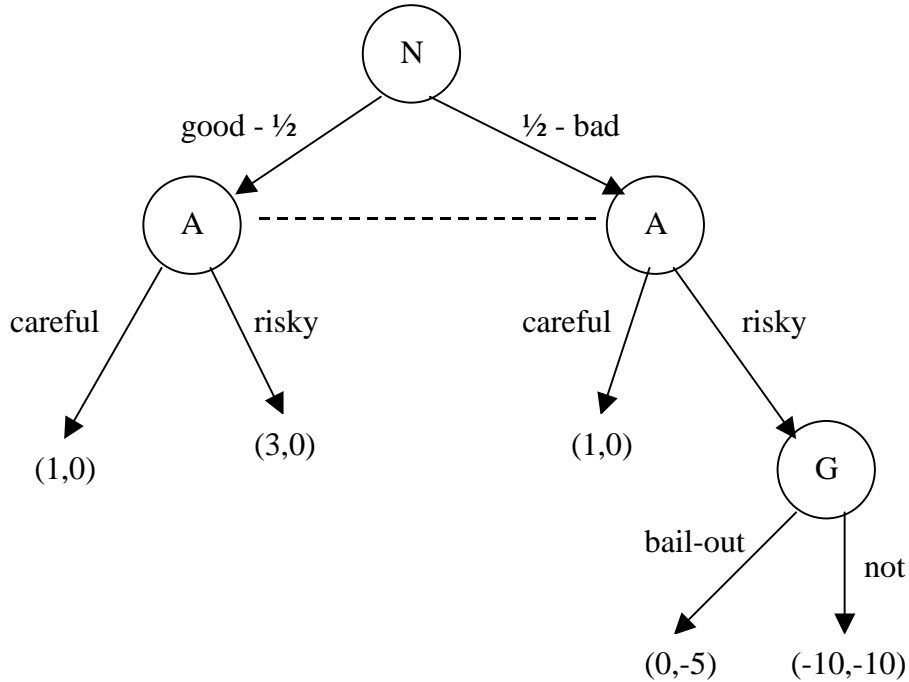 N
good - ½
½ - bad
A
A
careful
risky
careful
risky
(1,0)
(3,0)
(1,0)
G
bail-out
not
(0,-5)
(-10,-10)